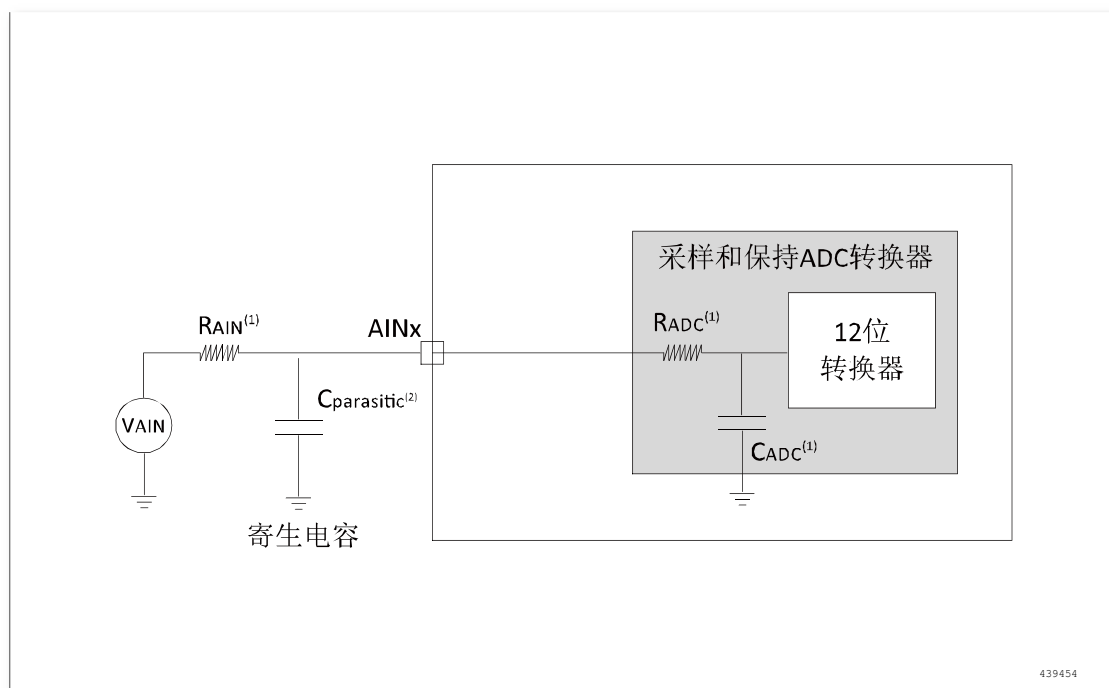 采样和保持ADC转换器
RAIN(1)
AINx
RADC(1)
12位
转换器
Cparasitic(2)
VAIN
CADC(1)
寄生电容
439454